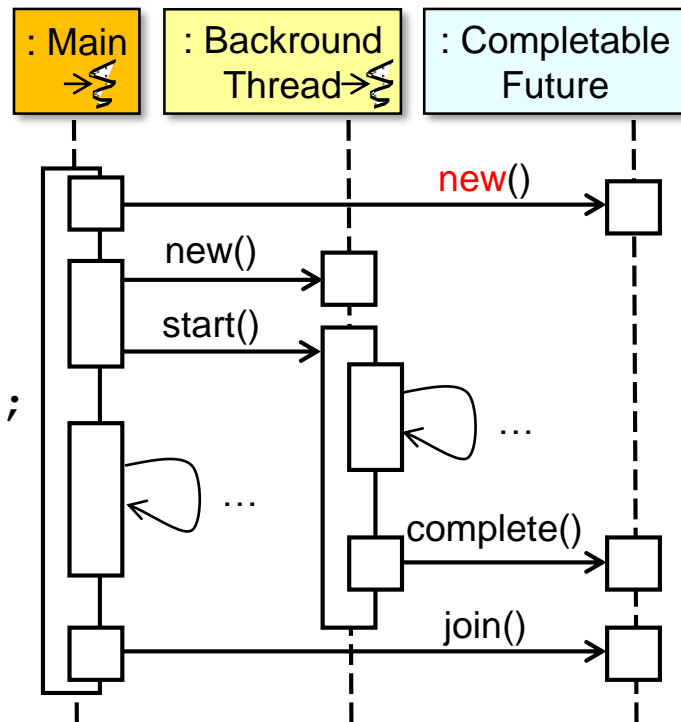 : Main
: Backround
Thread
: Completable
Future
new()
new()
start()
;
...
...
complete()
join()